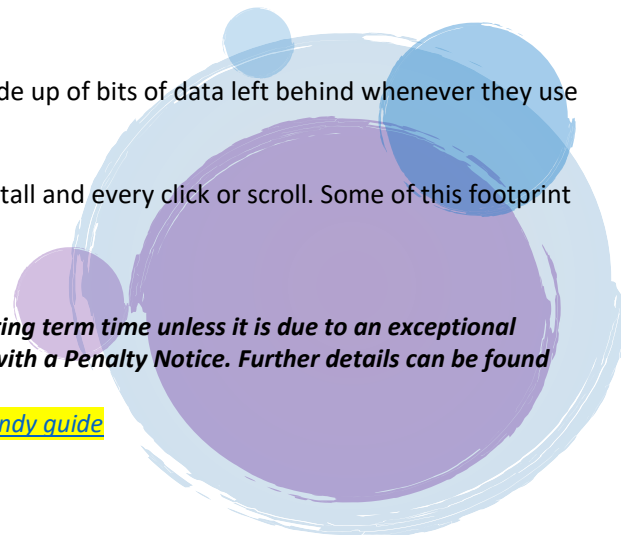 de up of bits of data left behind whenever they use
tall and every click or scroll. Some of this footprint
ring term time unless it is due to an exceptional
with a Penalty Notice. Further details can be found
ndy guide